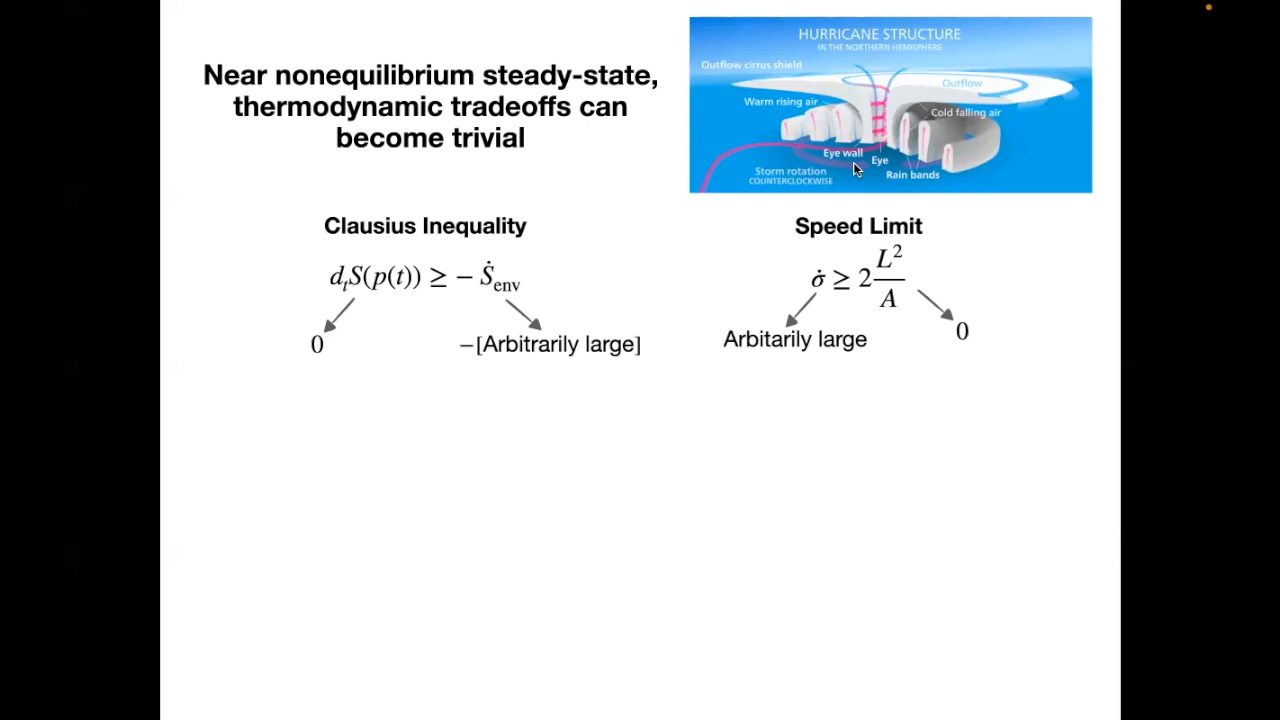 Near nonequilibrium steady-state,
thermodynamic tradeoffs can
become trivial
HURRICANE STRUCTURE
IN THE NORTHERN HEMISPHERE
Outflow cirrus shield
Outflow
Warm rising air
Cold falling air
Eye wall
Eye
Storm rotation
COUNTERCLOCKWISE
Rain bands
Clausius Inequality
dₜS(p(t)) ≥ − Ṡ_env
0
−[Arbitrarily large]
Speed Limit
σ̇ ≥ 2 L²/A
Arbitarily large
0